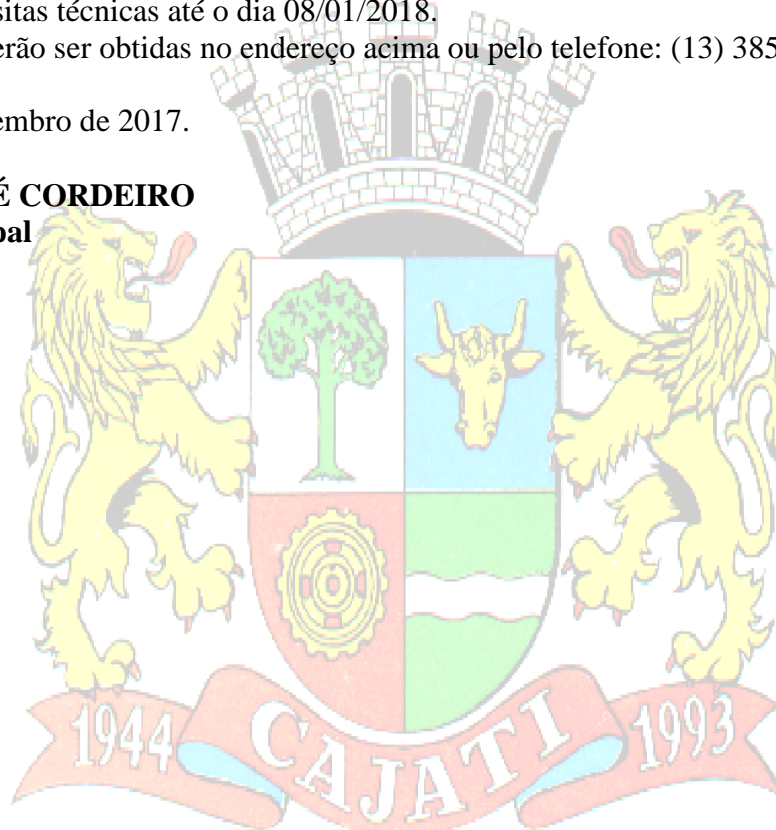 sitas técnicas até o dia 08/01/2018.
erão ser obtidas no endereço acima ou pelo telefone: (13) 385
embro de 2017.
É CORDEIRO
pal
1944 CAJATI 1993